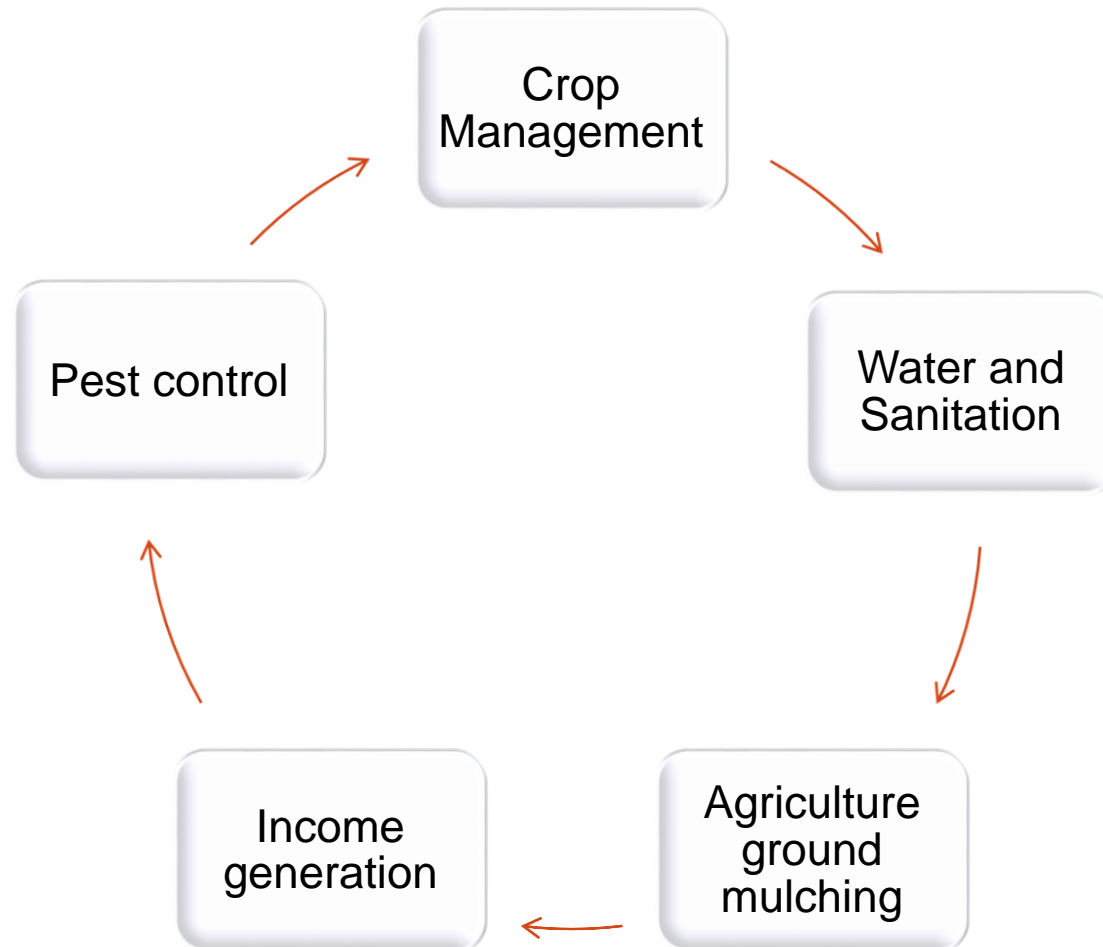 Crop
Management
Water and
Sanitation
Agriculture
ground
mulching
Income
generation
Pest control